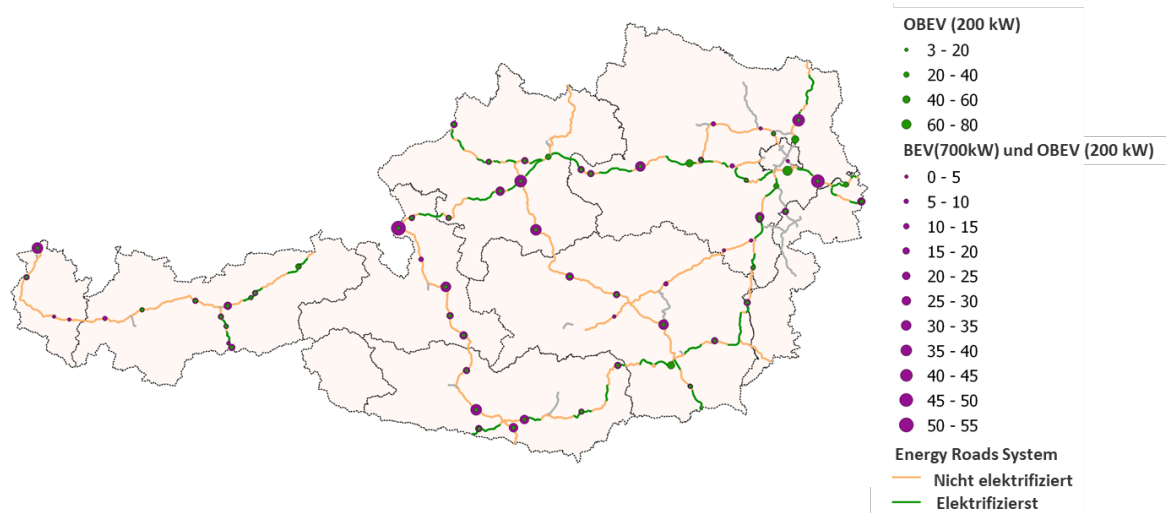 OBEV (200 kW)
3 - 20
20 - 40
40 - 60
60 - 80
BEV(700kW) und OBEV (200 kW)
0 - 5
5 - 10
10 - 15
15 - 20
20 - 25
25 - 30
30 - 35
35 - 40
40 - 45
45 - 50
50 - 55
Energy Roads System
Nicht elektrifiziert
Elektrifizierst